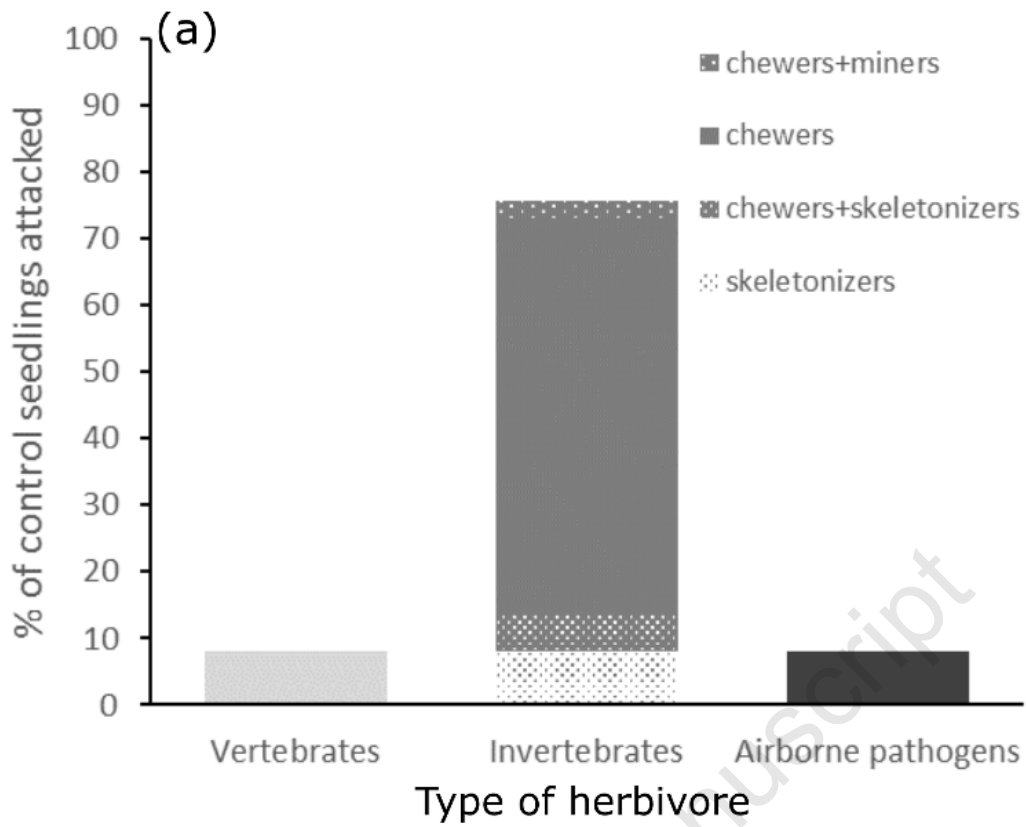 (a)
% of control seedlings attacked
100
90
80
70
60
50
40
30
20
10
0
chewers+miners
chewers
chewers+skeletonizers
skeletonizers
Vertebrates
Invertebrates
Airborne pathogens
Type of herbivore